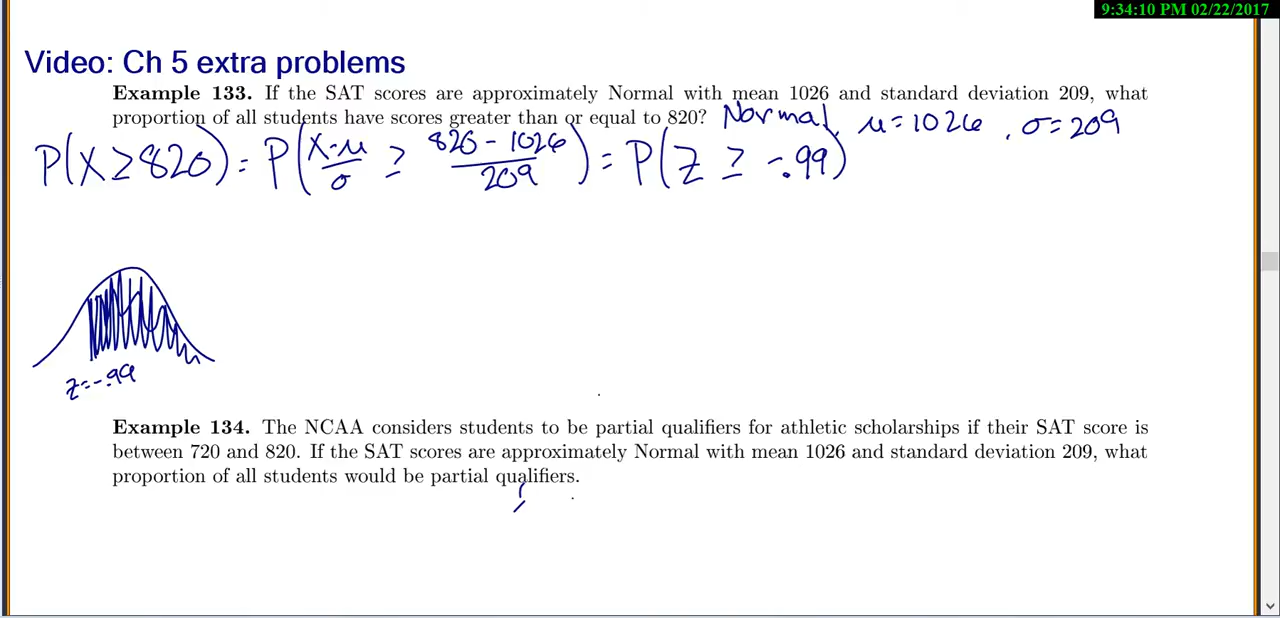 9:34:10 PM 02/22/2017
Video: Ch 5 extra problems
Example 133. If the SAT scores are approximately Normal with mean 1026 and standard deviation 209, what
proportion of all students have scores greater than or equal to 820? Normal, μ=1026, σ=209
P(X≥820) = P(X-μ/σ ≥ 820-1026/209) = P(Z ≥ -.99)
z=-.99
Example 134. The NCAA considers students to be partial qualifiers for athletic scholarships if their SAT score is
between 720 and 820. If the SAT scores are approximately Normal with mean 1026 and standard deviation 209, what
proportion of all students would be partial qualifiers.